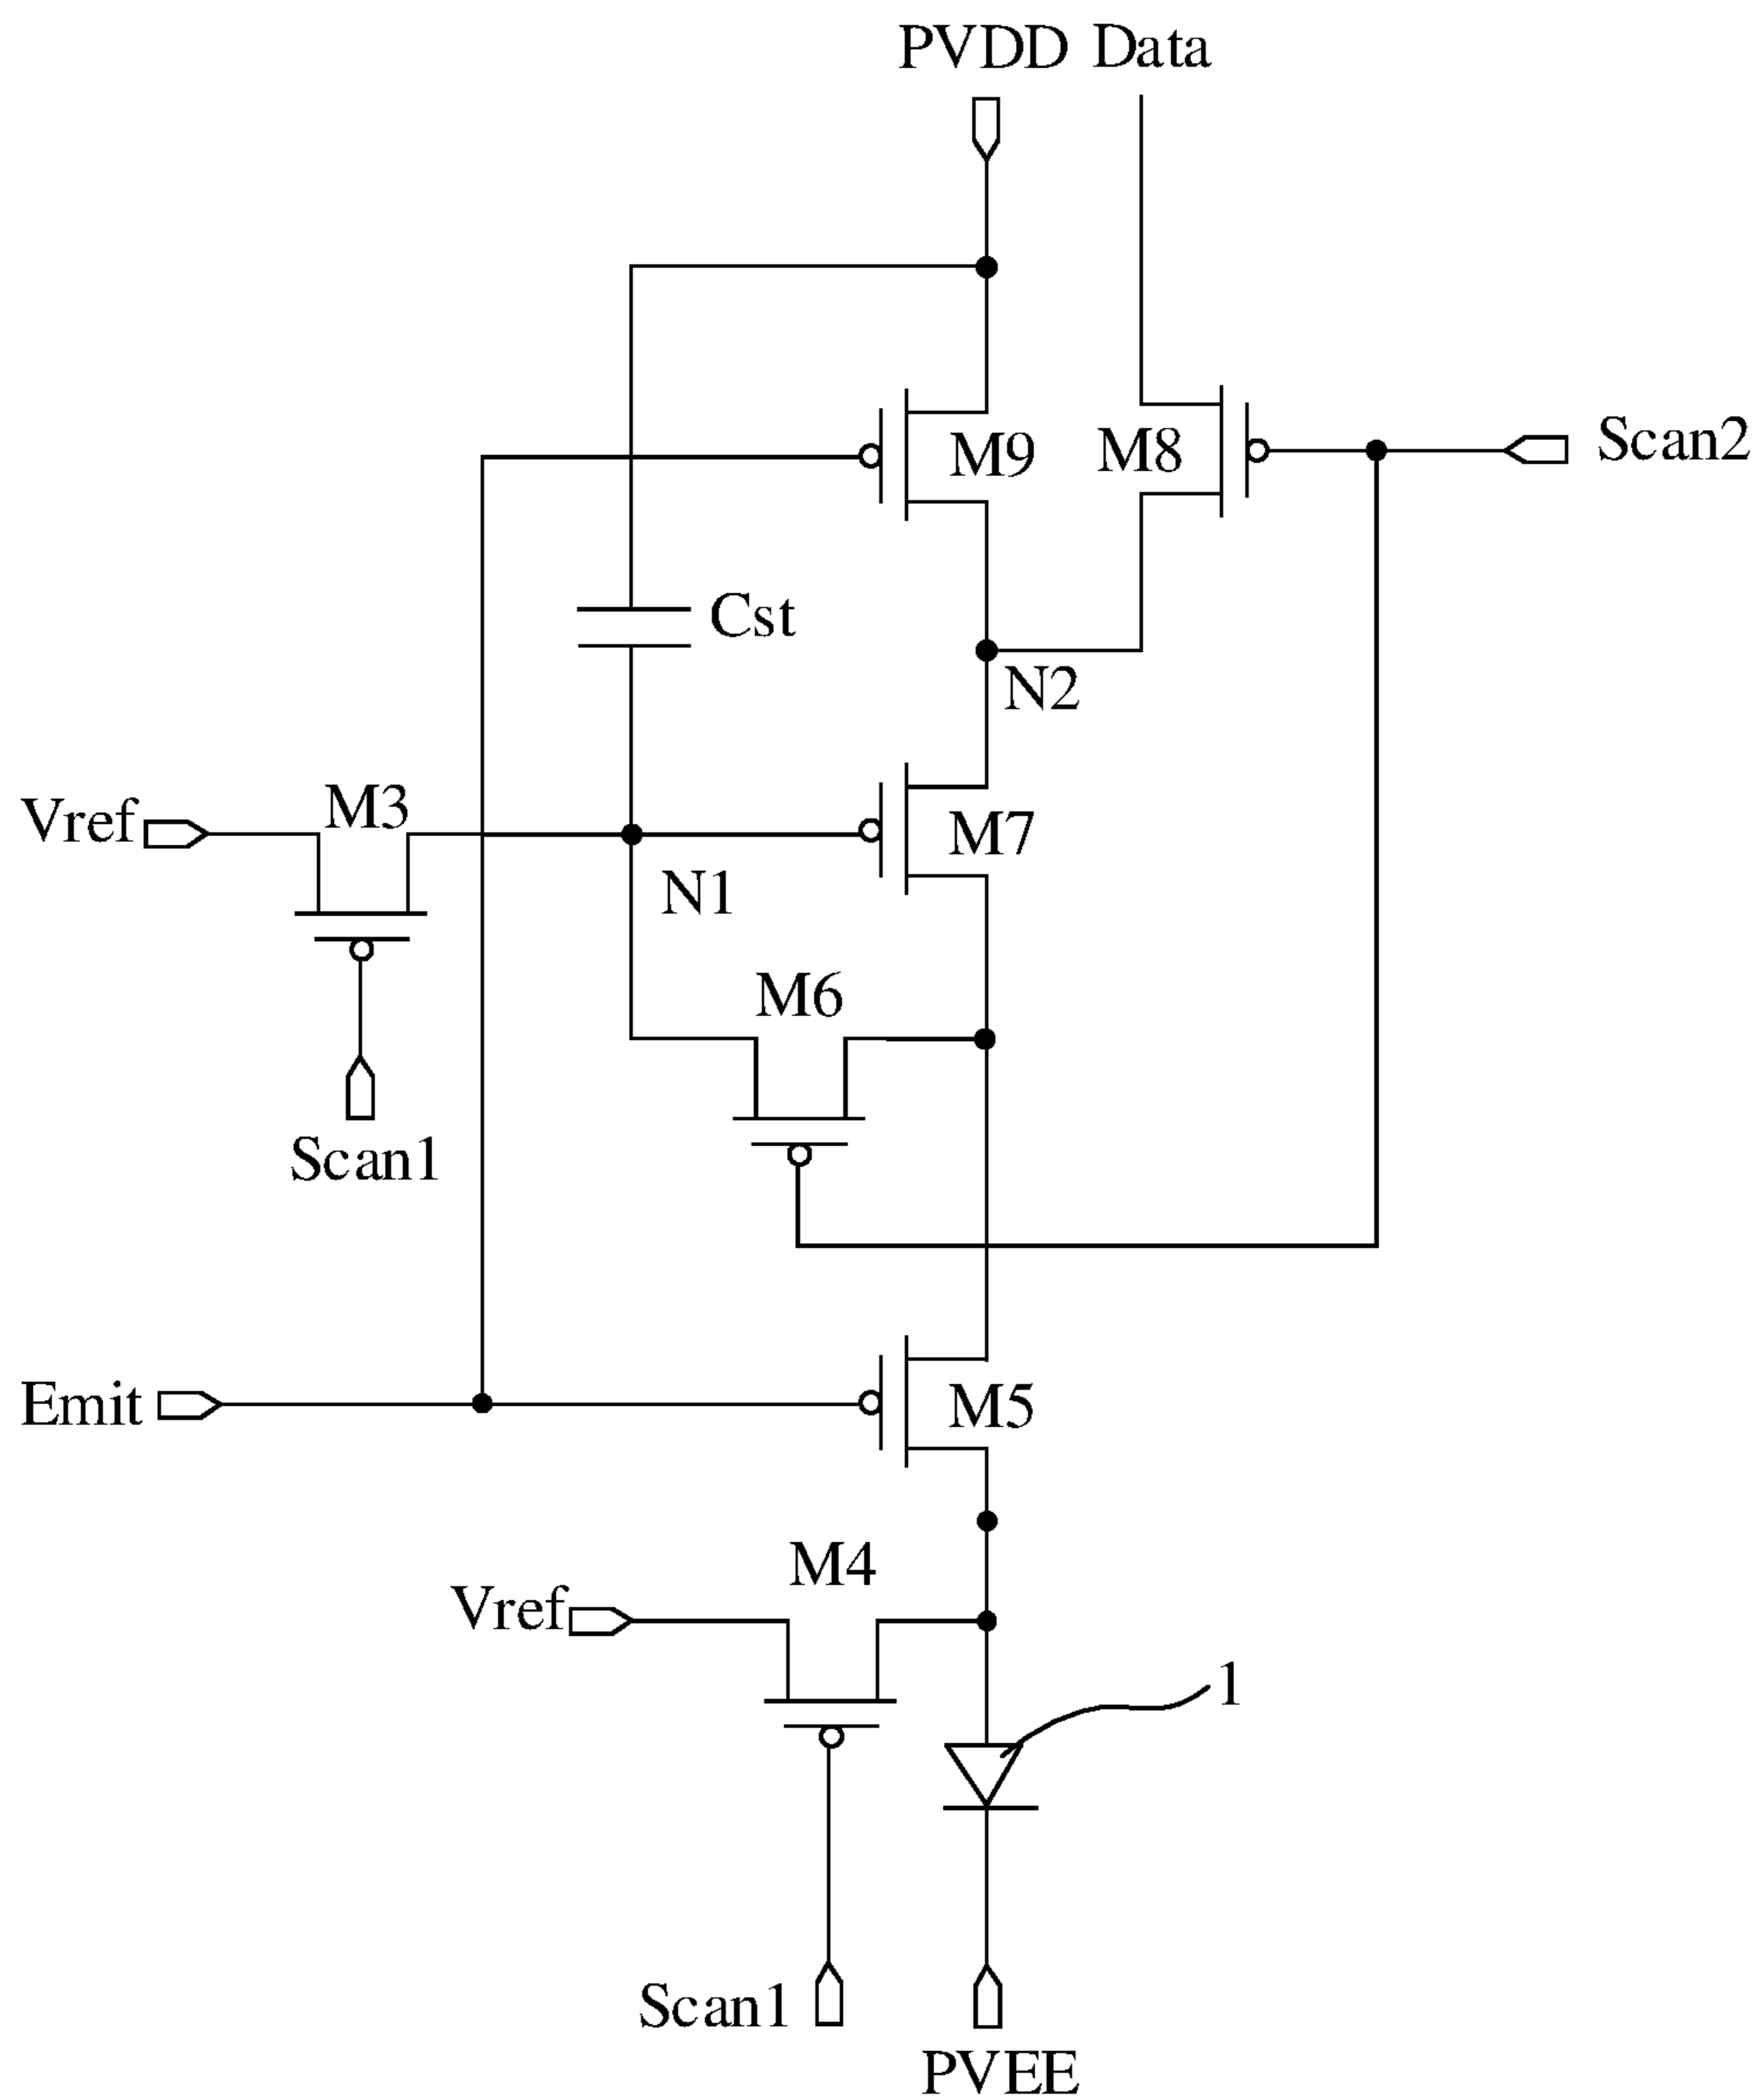 PVDD Data
M9
M8
Scan2
Cst
N2
Vref
M3
M7
N1
M6
Scan1
Emit
M5
M4
Vref
1
Scan1
PVEE